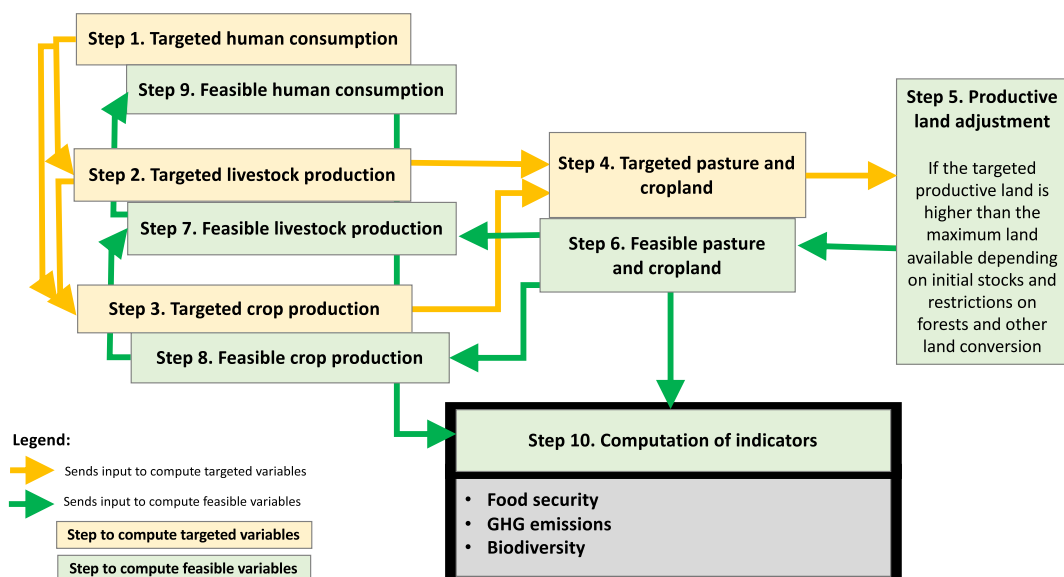 Step 1. Targeted human consumption
Step 9. Feasible human consumption
Step 2. Targeted livestock production
Step 7. Feasible livestock production
Step 3. Targeted crop production
Step 8. Feasible crop production
Step 4. Targeted pasture and
cropland
Step 6. Feasible pasture
and cropland
Step 5. Productive
land adjustment
If the targeted
productive land is
higher than the
maximum land
available depending
on initial stocks and
restrictions on
forests and other
land conversion
Step 10. Computation of indicators
• Food security
• GHG emissions
• Biodiversity
Legend:
Sends input to compute targeted variables
Sends input to compute feasible variables
Step to compute targeted variables
Step to compute feasible variables